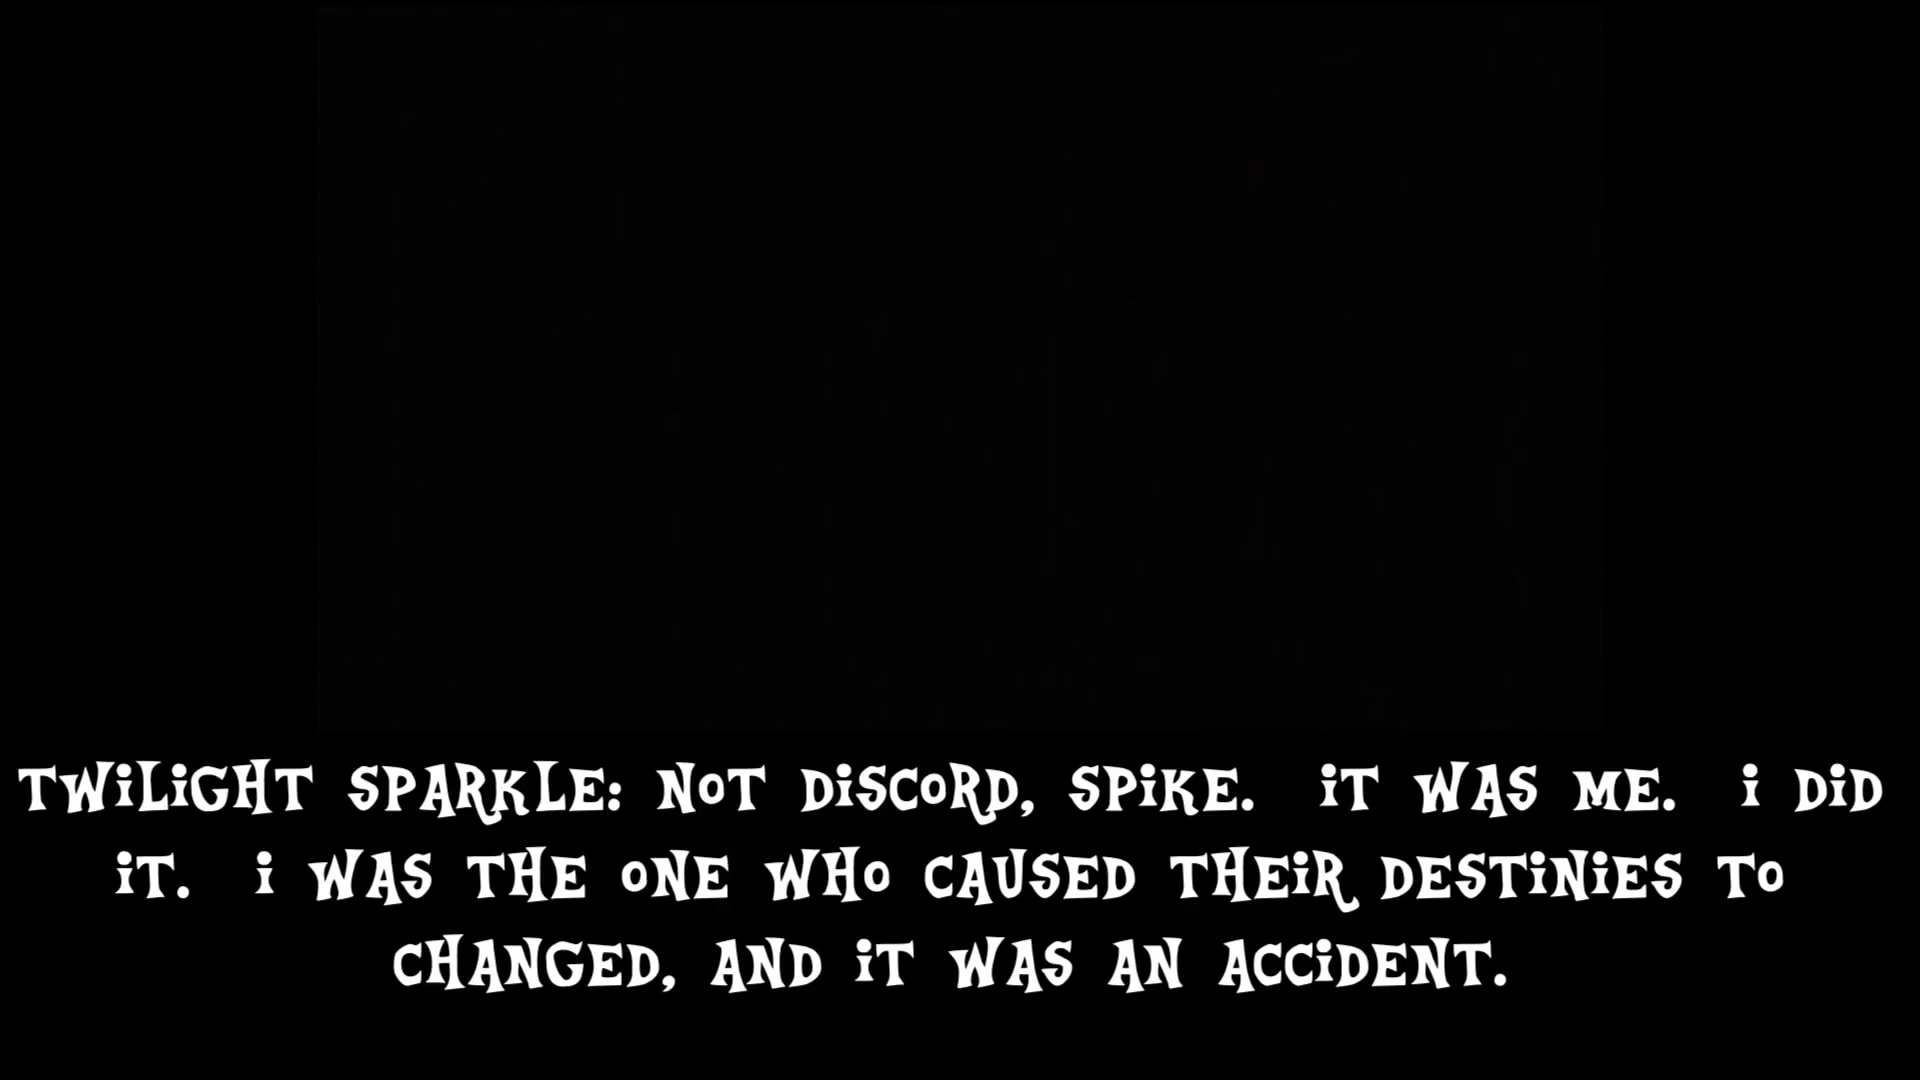 TWiLiGHT SPARKLE: NoT DiSCoRD, SPiKE. iT WAS ME. i DiD
iT. i WAS THE oNE WHo CAUSED THEiR DESTiNiES To
CHANGED, AND iT WAS AN ACCiDENT.